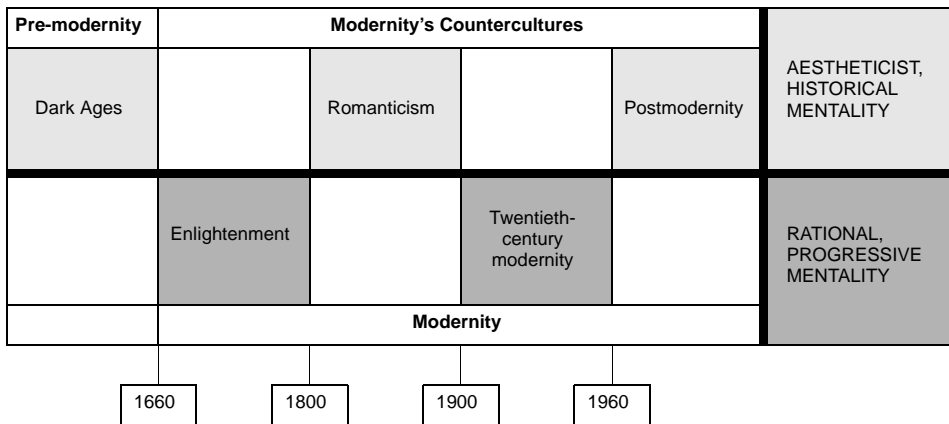 Pre-modernity
Modernity’s Countercultures
Dark Ages
Romanticism
Postmodernity
AESTHETICIST,
HISTORICAL
MENTALITY
Enlightenment
Twentieth-
century
modernity
RATIONAL,
PROGRESSIVE
MENTALITY
Modernity
1660
1800
1900
1960